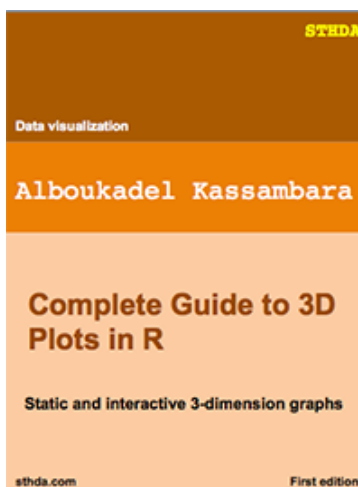 STHDA
Data visualization
Alboukadel Kassambara
Complete Guide to 3D
Plots in R
Static and interactive 3-dimension graphs
sthda.com First edition